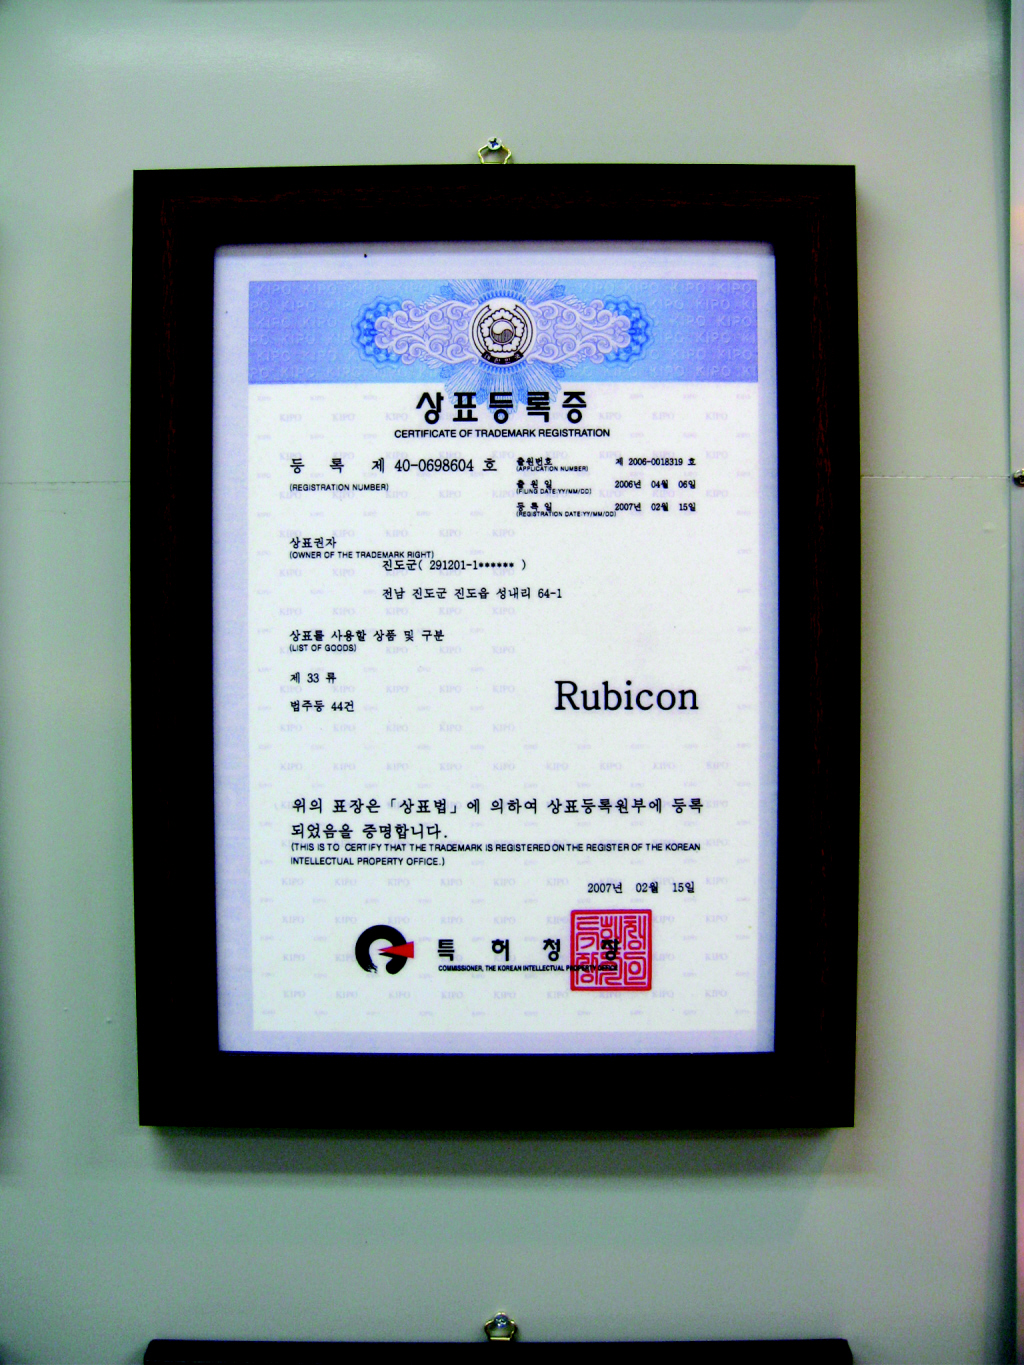 상표등록증
CERTIFICATE OF TRADEMARK REGISTRATION
등 록 제 40-0698604 호
(REGISTRATION NUMBER)
출원번호 제 2006-0018319 호
(APPLICATION NUMBER)
출 원 일 2006년 04월 06일
(FILING DATE:YY/MM/DD)
등 록 일 2007년 02월 15일
(REGISTRATION DATE:YY/MM/DD)
상표권자
(OWNER OF THE TRADEMARK RIGHT)
진도군( 291201-1****** )
전남 진도군 진도읍 성내리 64-1
상표를 사용할 상품 및 구분
(LIST OF GOODS)
제 33 류
범주등 44건
Rubicon
위의 표장은 「상표법」에 의하여 상표등록원부에 등록
되었음을 증명합니다.
(THIS IS TO CERTIFY THAT THE TRADEMARK IS REGISTERED ON THE REGISTER OF THE KOREAN
INTELLECTUAL PROPERTY OFFICE.)
2007년 02월 15일
특 허 청 장
COMMISSIONER, THE KOREAN INTELLECTUAL PROPERTY OFFICE